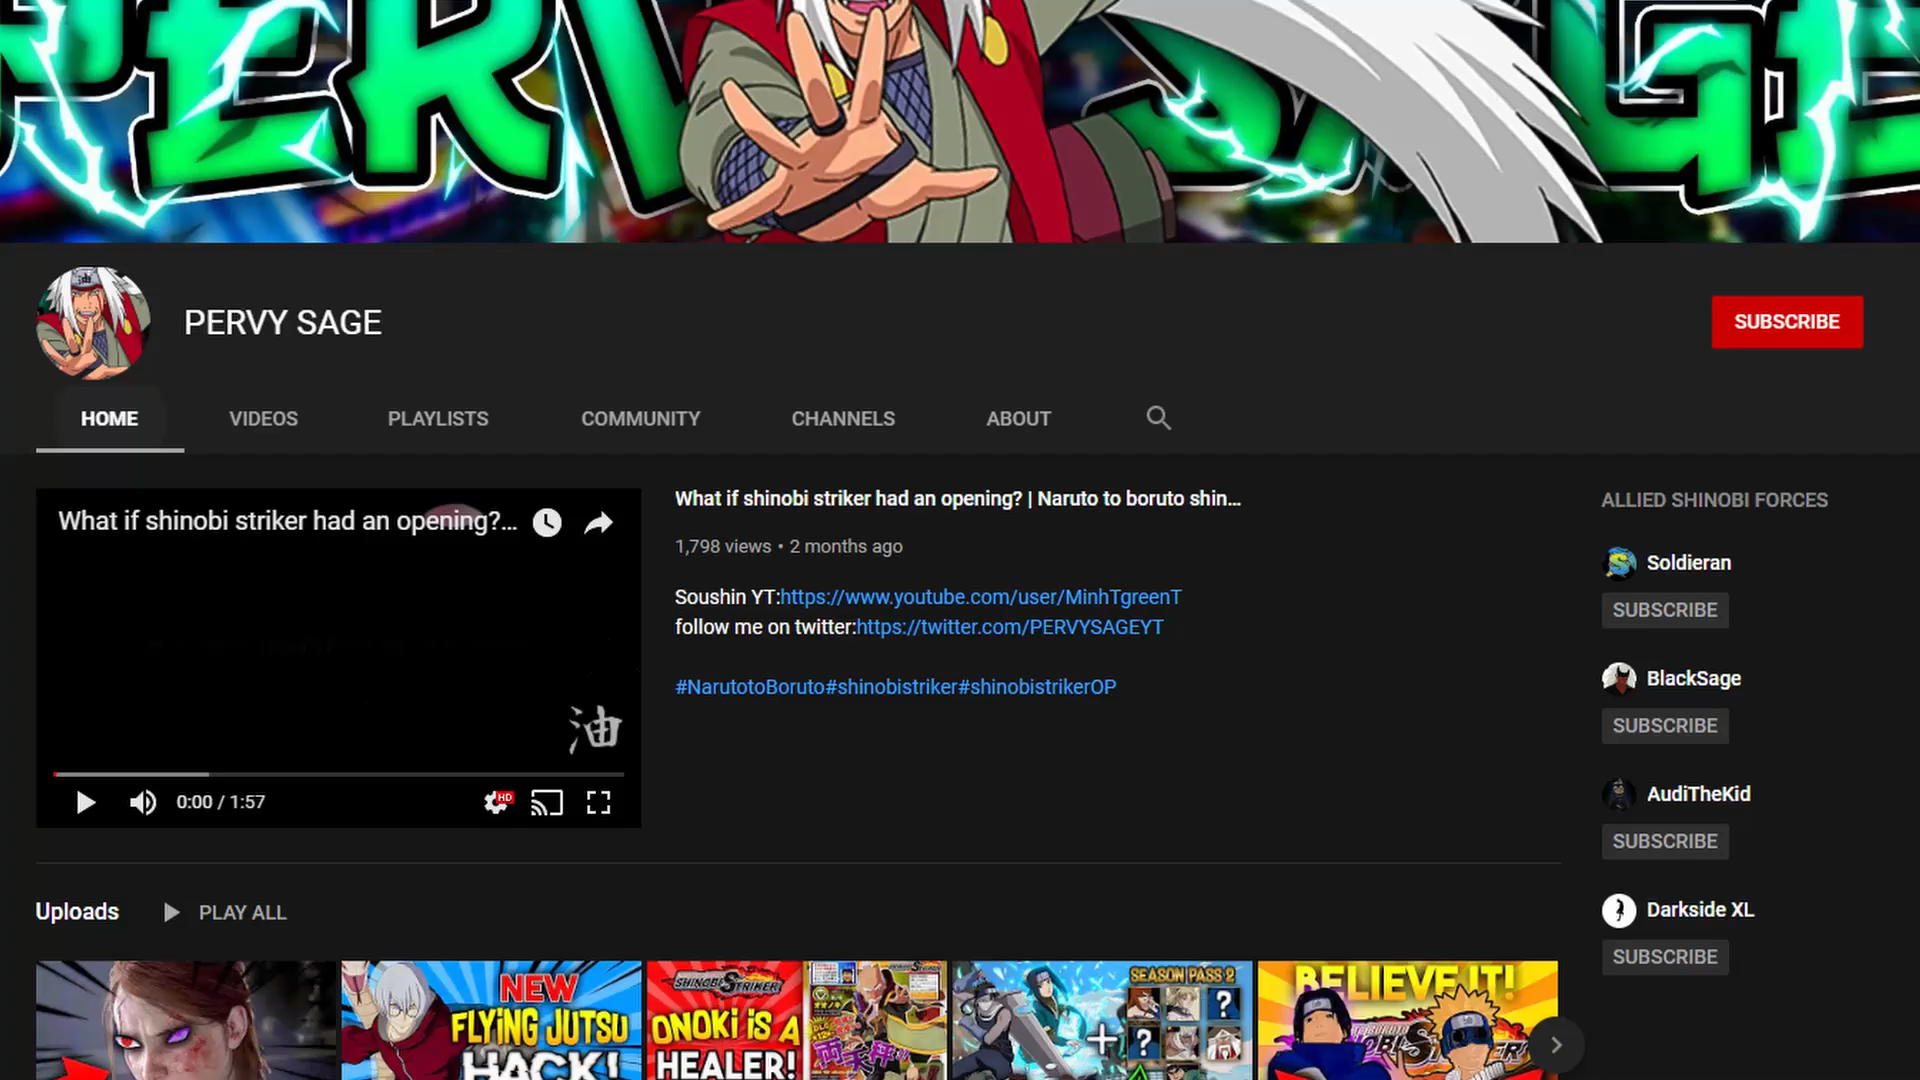 PERVY SAGE
SUBSCRIBE
HOME
VIDEOS
PLAYLISTS
COMMUNITY
CHANNELS
ABOUT
What if shinobi striker had an opening?...
油
0:00 / 1:57
HD
What if shinobi striker had an opening? | Naruto to boruto shin...
1,798 views • 2 months ago
Soushin YT:https://www.youtube.com/user/MinhTgreenT
follow me on twitter:https://twitter.com/PERVYSAGEYT
#NarutotoBoruto#shinobistriker#shinobistrikerOP
ALLIED SHINOBI FORCES
Soldieran
SUBSCRIBE
BlackSage
SUBSCRIBE
AudiTheKid
SUBSCRIBE
Darkside XL
SUBSCRIBE
Uploads
PLAY ALL
NEW
FLYING JUTSU
HACK!
SHINOBI STRIKER
ONOKI IS A
HEALER!
両天秤
SEASON PASS 2
+
?
?
BELIEVE IT!